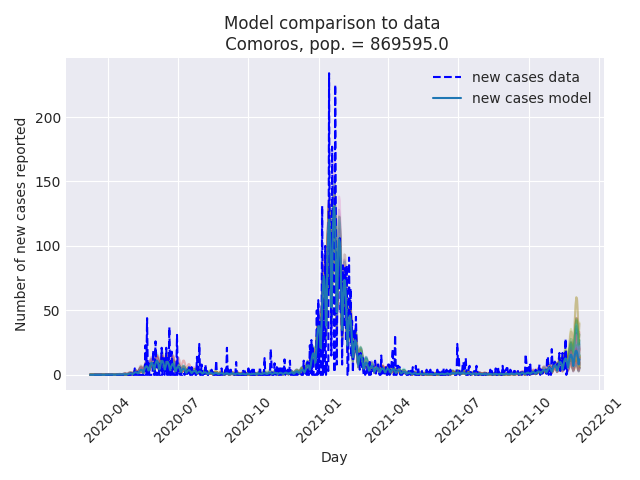 Model comparison to data
Comoros, pop. = 869595.0
new cases data
new cases model
Number of new cases reported
200
150
100
50
0
2020-04
2020-07
2020-10
2021-01
2021-04
2021-07
2021-10
2022-01
Day